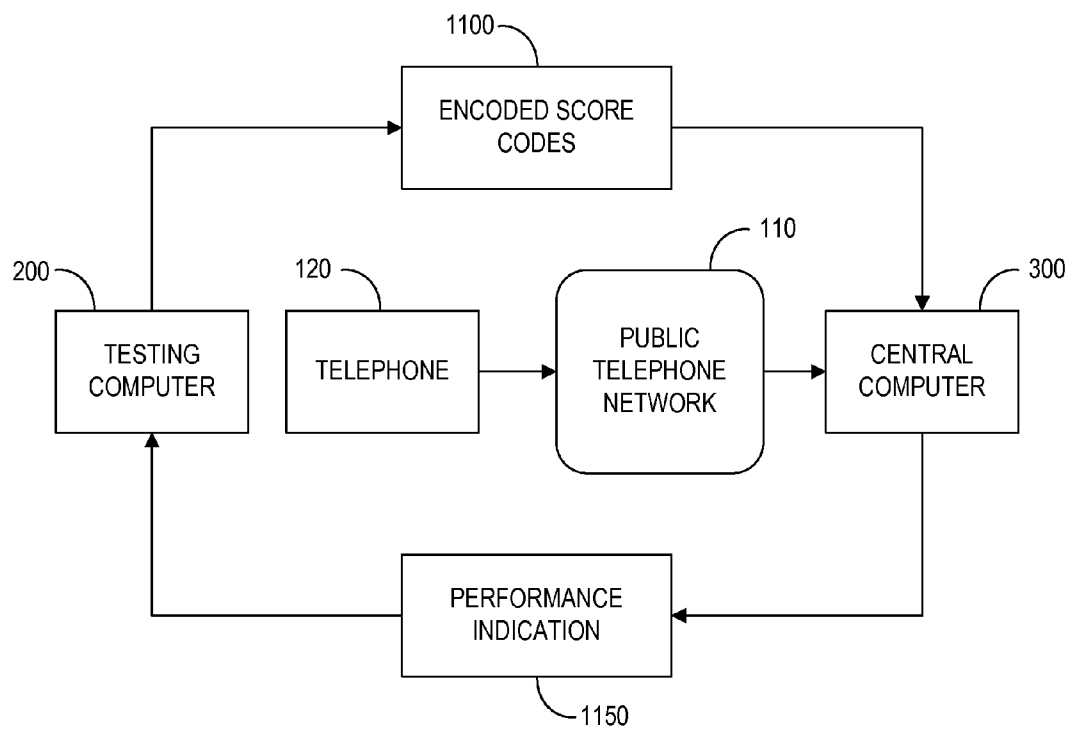 1100
ENCODED SCORE
CODES
110
200
120
300
TESTING
COMPUTER
TELEPHONE
PUBLIC
TELEPHONE
NETWORK
CENTRAL
COMPUTER
PERFORMANCE
INDICATION
1150